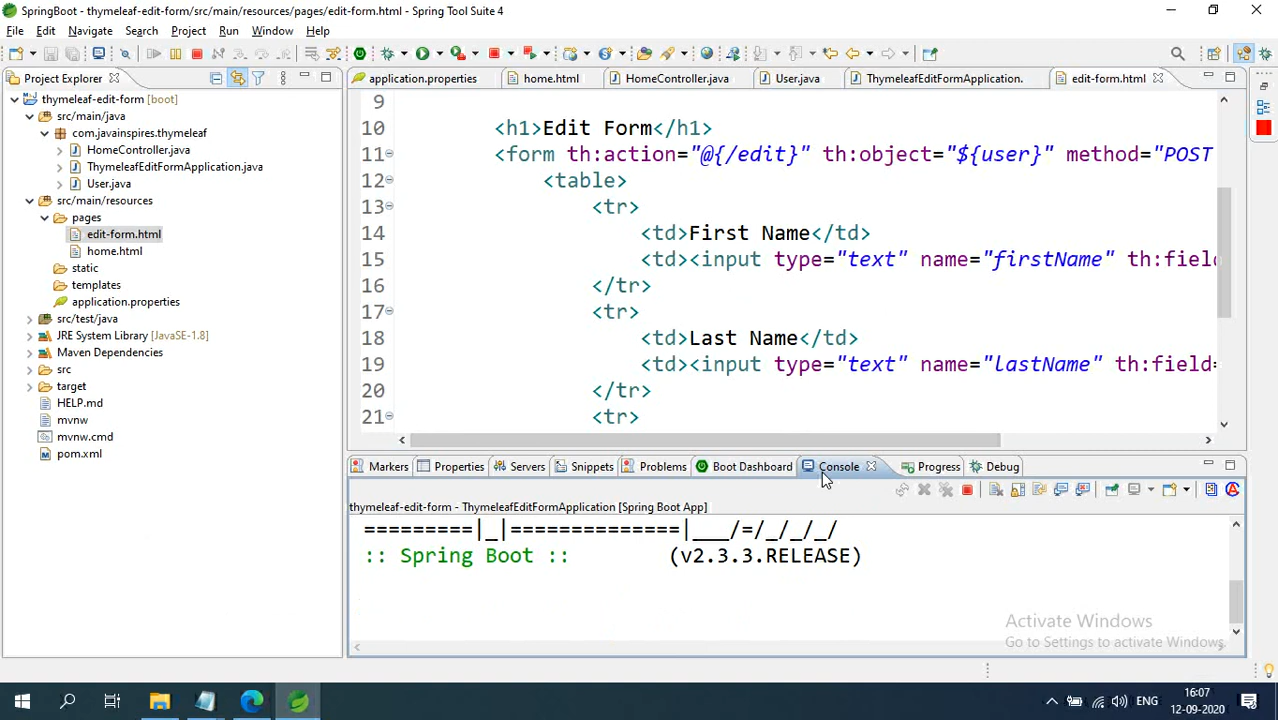 SpringBoot - thymeleaf-edit-form/src/main/resources/pages/edit-form.html - Spring Tool Suite 4
File Edit Navigate Search Project Run Window Help
Project Explorer
thymeleaf-edit-form [boot]
src/main/java
com.javainspires.thymeleaf
HomeController.java
ThymeleafEditFormApplication.java
User.java
src/main/resources
pages
edit-form.html
home.html
static
templates
application.properties
src/test/java
JRE System Library [JavaSE-1.8]
Maven Dependencies
src
target
HELP.md
mvnw
mvnw.cmd
pom.xml
application.properties home.html HomeController.java User.java ThymeleafEditFormApplication. edit-form.html
9
10 <h1>Edit Form</h1>
11 <form th:action="@{/edit}" th:object="${user}" method="POST
12 <table>
13 <tr>
14 <td>First Name</td>
15 <td><input type="text" name="firstName" th:field
16 </tr>
17 <tr>
18 <td>Last Name</td>
19 <td><input type="text" name="lastName" th:field=
20 </tr>
21 <tr>
Markers Properties Servers Snippets Problems Boot Dashboard Console Progress Debug
thymeleaf-edit-form - ThymeleafEditFormApplication [Spring Boot App]
=========|_|==============|___/=/_/_/_/
:: Spring Boot :: (v2.3.3.RELEASE)
Activate Windows
Go to Settings to activate Windows.
ENG
16:07
12-09-2020